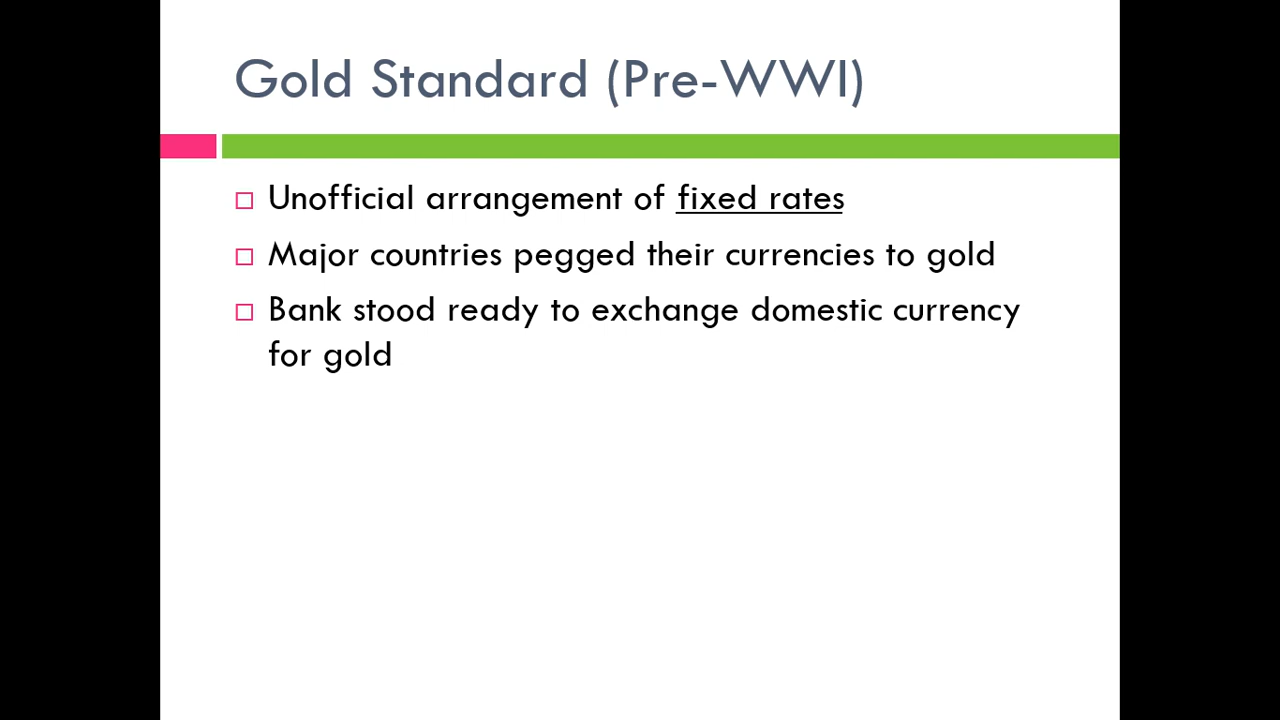 Gold Standard (Pre-WWI)
Unofficial arrangement of fixed rates
Major countries pegged their currencies to gold
Bank stood ready to exchange domestic currency
for gold